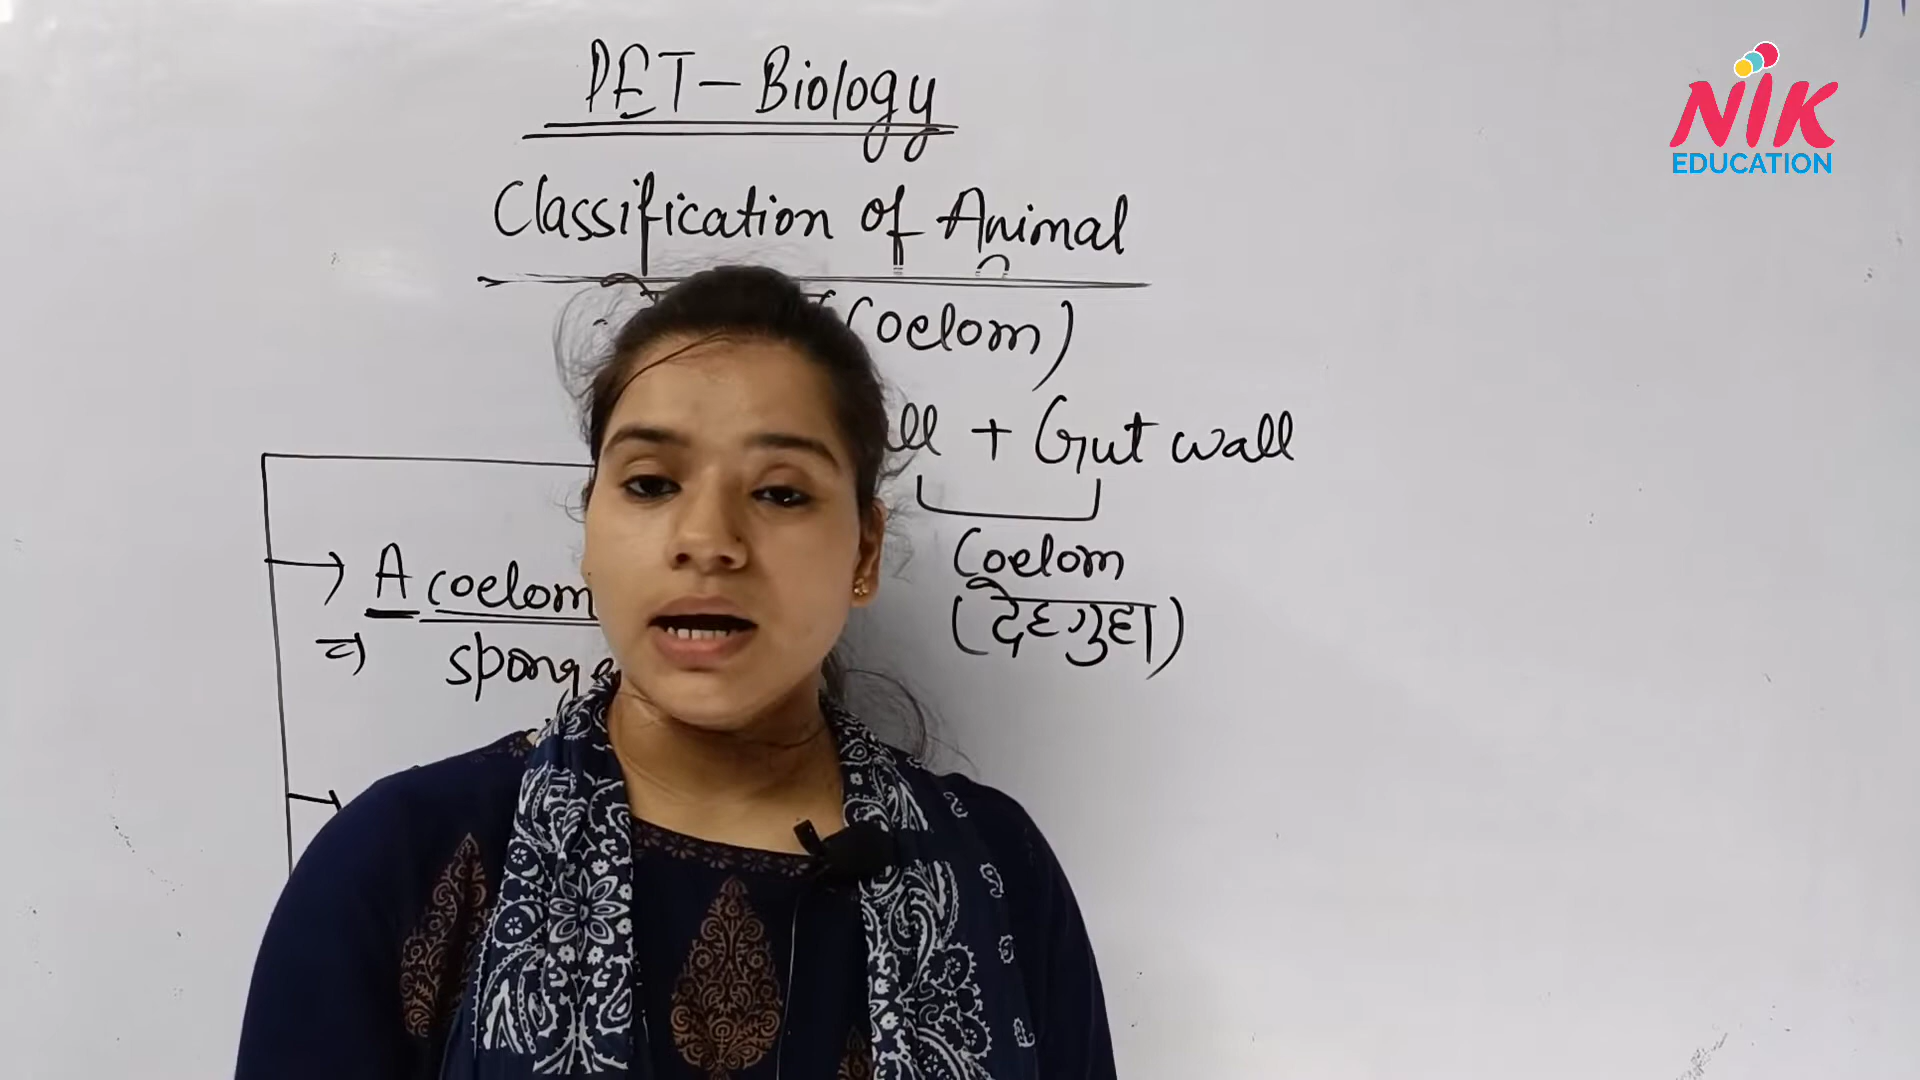 PET - Biology
NIK
EDUCATION
Classification of Animal
(Coelom)
+ Gut wall
Coelom
(देहगुहा)
Acoelom
sponge